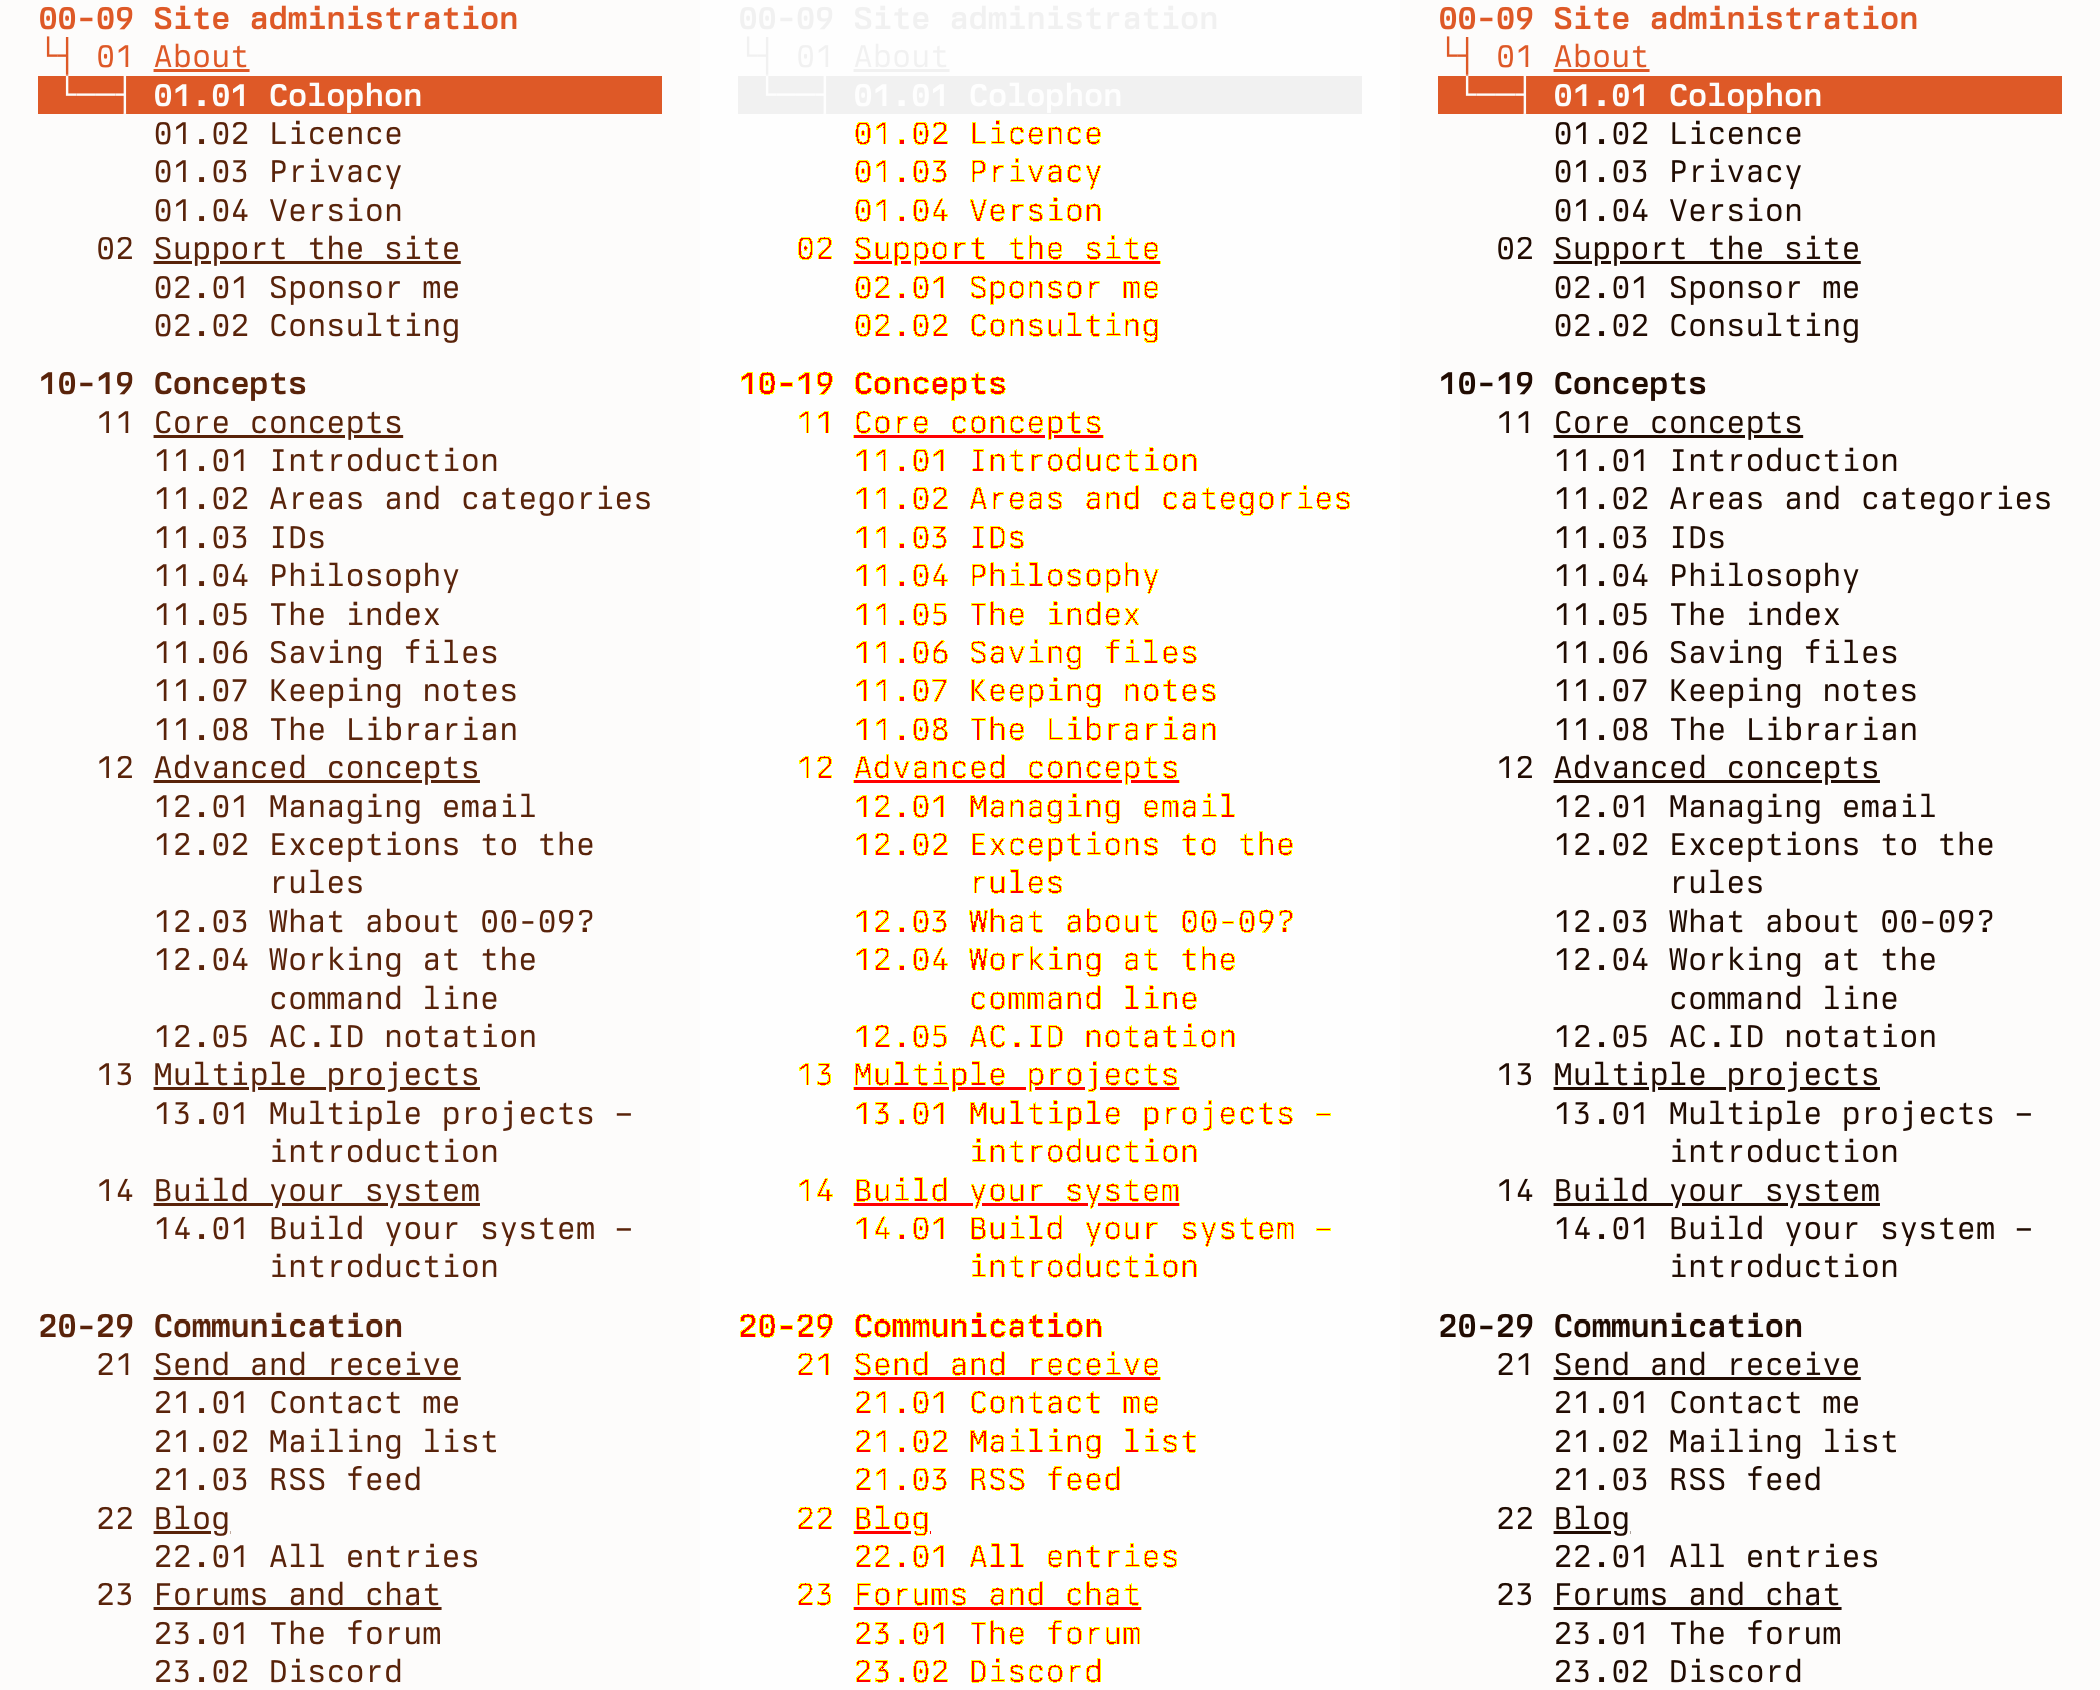 00-09 Site administration
01 About
01.01 Colophon
01.02 Licence
01.03 Privacy
01.04 Version
02 Support the site
02.01 Sponsor me
02.02 Consulting
10-19 Concepts
11 Core concepts
11.01 Introduction
11.02 Areas and categories
11.03 IDs
11.04 Philosophy
11.05 The index
11.06 Saving files
11.07 Keeping notes
11.08 The Librarian
12 Advanced concepts
12.01 Managing email
12.02 Exceptions to the
rules
12.03 What about 00-09?
12.04 Working at the
command line
12.05 AC.ID notation
13 Multiple projects
13.01 Multiple projects –
introduction
14 Build your system
14.01 Build your system –
introduction
20-29 Communication
21 Send and receive
21.01 Contact me
21.02 Mailing list
21.03 RSS feed
22 Blog
22.01 All entries
23 Forums and chat
23.01 The forum
23.02 Discord
00-09 Site administration
01 About
01.01 Colophon
01.02 Licence
01.03 Privacy
01.04 Version
02 Support the site
02.01 Sponsor me
02.02 Consulting
10-19 Concepts
11 Core concepts
11.01 Introduction
11.02 Areas and categories
11.03 IDs
11.04 Philosophy
11.05 The index
11.06 Saving files
11.07 Keeping notes
11.08 The Librarian
12 Advanced concepts
12.01 Managing email
12.02 Exceptions to the
rules
12.03 What about 00-09?
12.04 Working at the
command line
12.05 AC.ID notation
13 Multiple projects
13.01 Multiple projects –
introduction
14 Build your system
14.01 Build your system –
introduction
20-29 Communication
21 Send and receive
21.01 Contact me
21.02 Mailing list
21.03 RSS feed
22 Blog
22.01 All entries
23 Forums and chat
23.01 The forum
23.02 Discord
00-09 Site administration
01 About
01.01 Colophon
01.02 Licence
01.03 Privacy
01.04 Version
02 Support the site
02.01 Sponsor me
02.02 Consulting
10-19 Concepts
11 Core concepts
11.01 Introduction
11.02 Areas and categories
11.03 IDs
11.04 Philosophy
11.05 The index
11.06 Saving files
11.07 Keeping notes
11.08 The Librarian
12 Advanced concepts
12.01 Managing email
12.02 Exceptions to the
rules
12.03 What about 00-09?
12.04 Working at the
command line
12.05 AC.ID notation
13 Multiple projects
13.01 Multiple projects –
introduction
14 Build your system
14.01 Build your system –
introduction
20-29 Communication
21 Send and receive
21.01 Contact me
21.02 Mailing list
21.03 RSS feed
22 Blog
22.01 All entries
23 Forums and chat
23.01 The forum
23.02 Discord